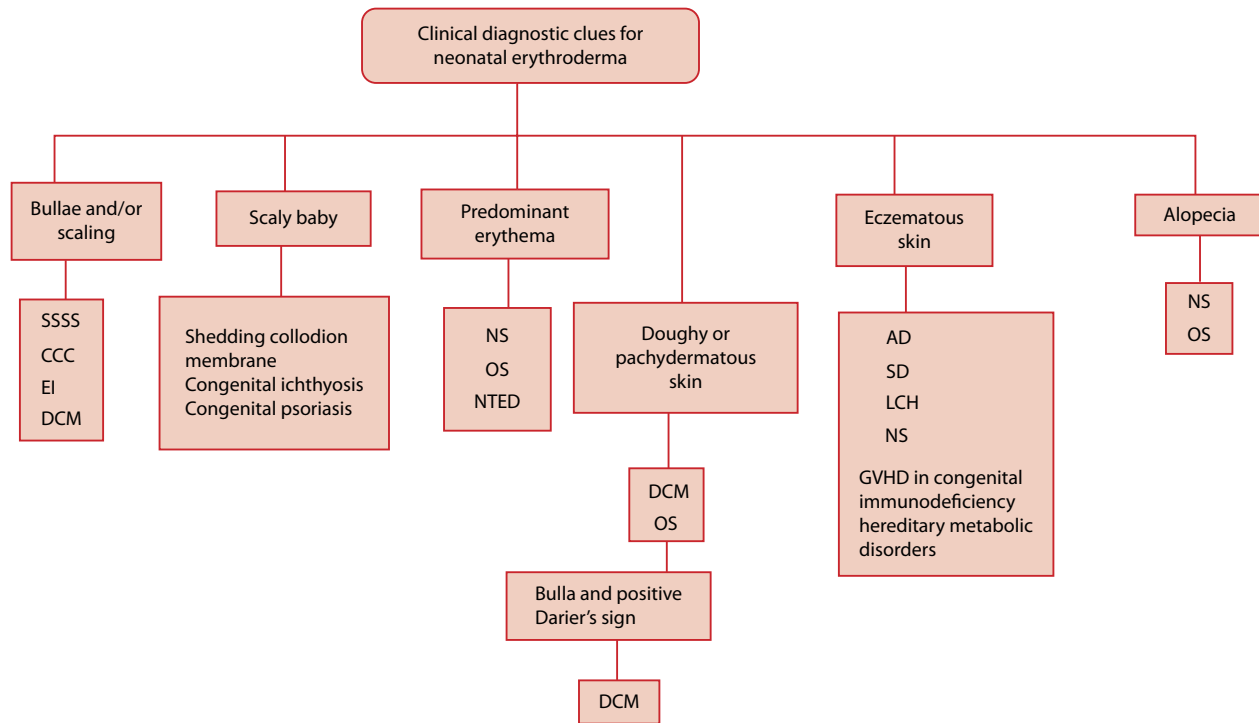 Clinical diagnostic clues for
neonatal erythroderma
Bullae and/or
scaling
SSSS
CCC
EI
DCM
Scaly baby
Shedding collodion
membrane
Congenital ichthyosis
Congenital psoriasis
Predominant
erythema
NS
OS
NTED
Doughy or
pachydermatous
skin
DCM
OS
Bulla and positive
Darier's sign
DCM
Eczematous
skin
AD
SD
LCH
NS
GVHD in congenital
immunodeficiency
hereditary metabolic
disorders
Alopecia
NS
OS